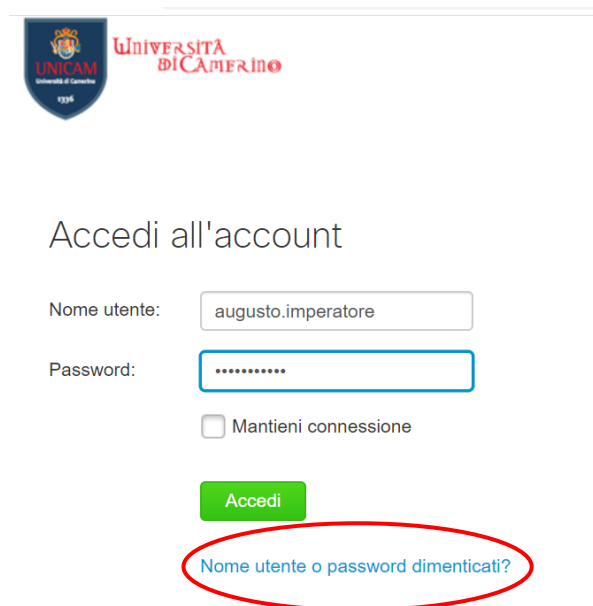 UNICAM
Università di Camerino
1336
Università
di Camerino
Accedi all'account
Nome utente:
augusto.imperatore
Password:
•••••••••••
Mantieni connessione
Accedi
Nome utente o password dimenticati?